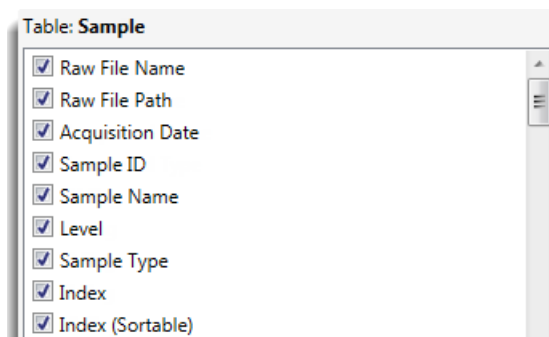 Table: Sample
Raw File Name
Raw File Path
Acquisition Date
Sample ID
Sample Name
Level
Sample Type
Index
Index (Sortable)